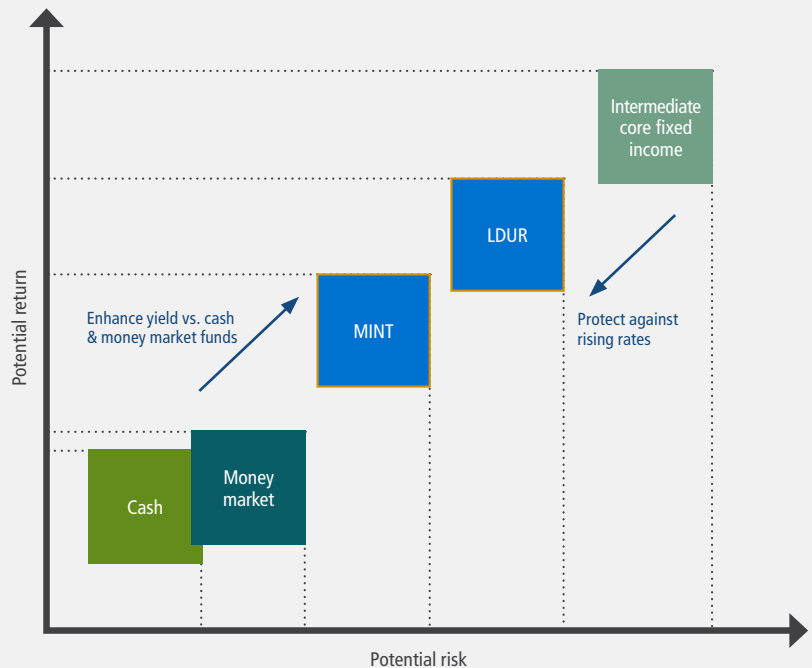 Intermediate
core fixed
income
LDUR
Enhance yield vs. cash
& money market funds
MINT
Protect against
rising rates
Money
market
Cash
Potential return
Potential risk